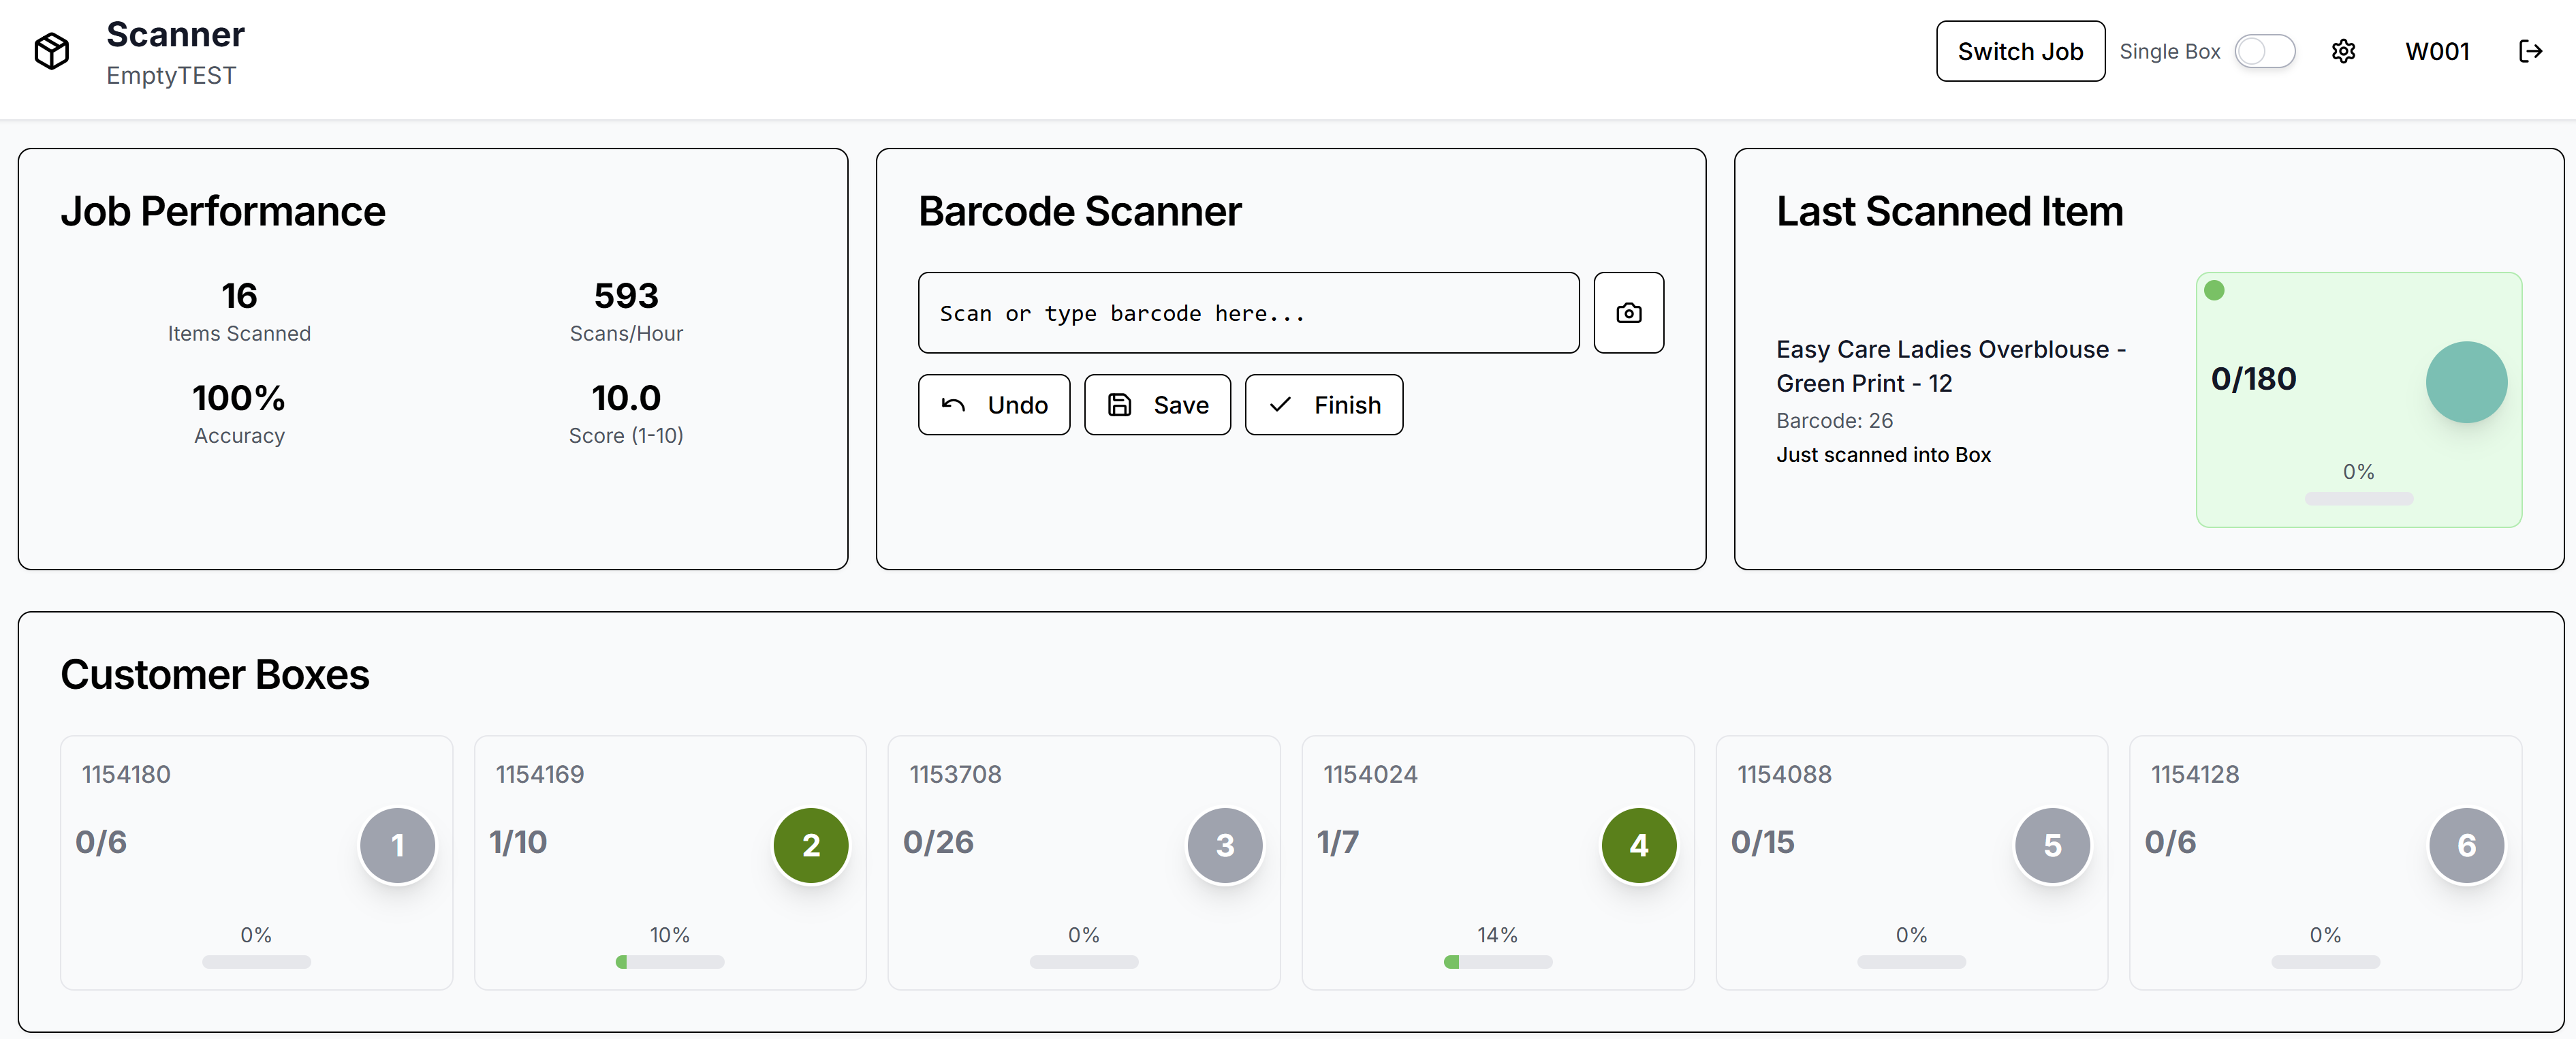 Scanner
EmptyTEST
Switch Job
Single Box
W001
Job Performance
16
Items Scanned
593
Scans/Hour
100%
Accuracy
10.0
Score (1-10)
Barcode Scanner
Scan or type barcode here...
Undo
Save
Finish
Last Scanned Item
Easy Care Ladies Overblouse -
Green Print - 12
Barcode: 26
Just scanned into Box
0/180
0%
Customer Boxes
1154180
0/6
1
0%
1154169
1/10
2
10%
1153708
0/26
3
0%
1154024
1/7
4
14%
1154088
0/15
5
0%
1154128
0/6
6
0%